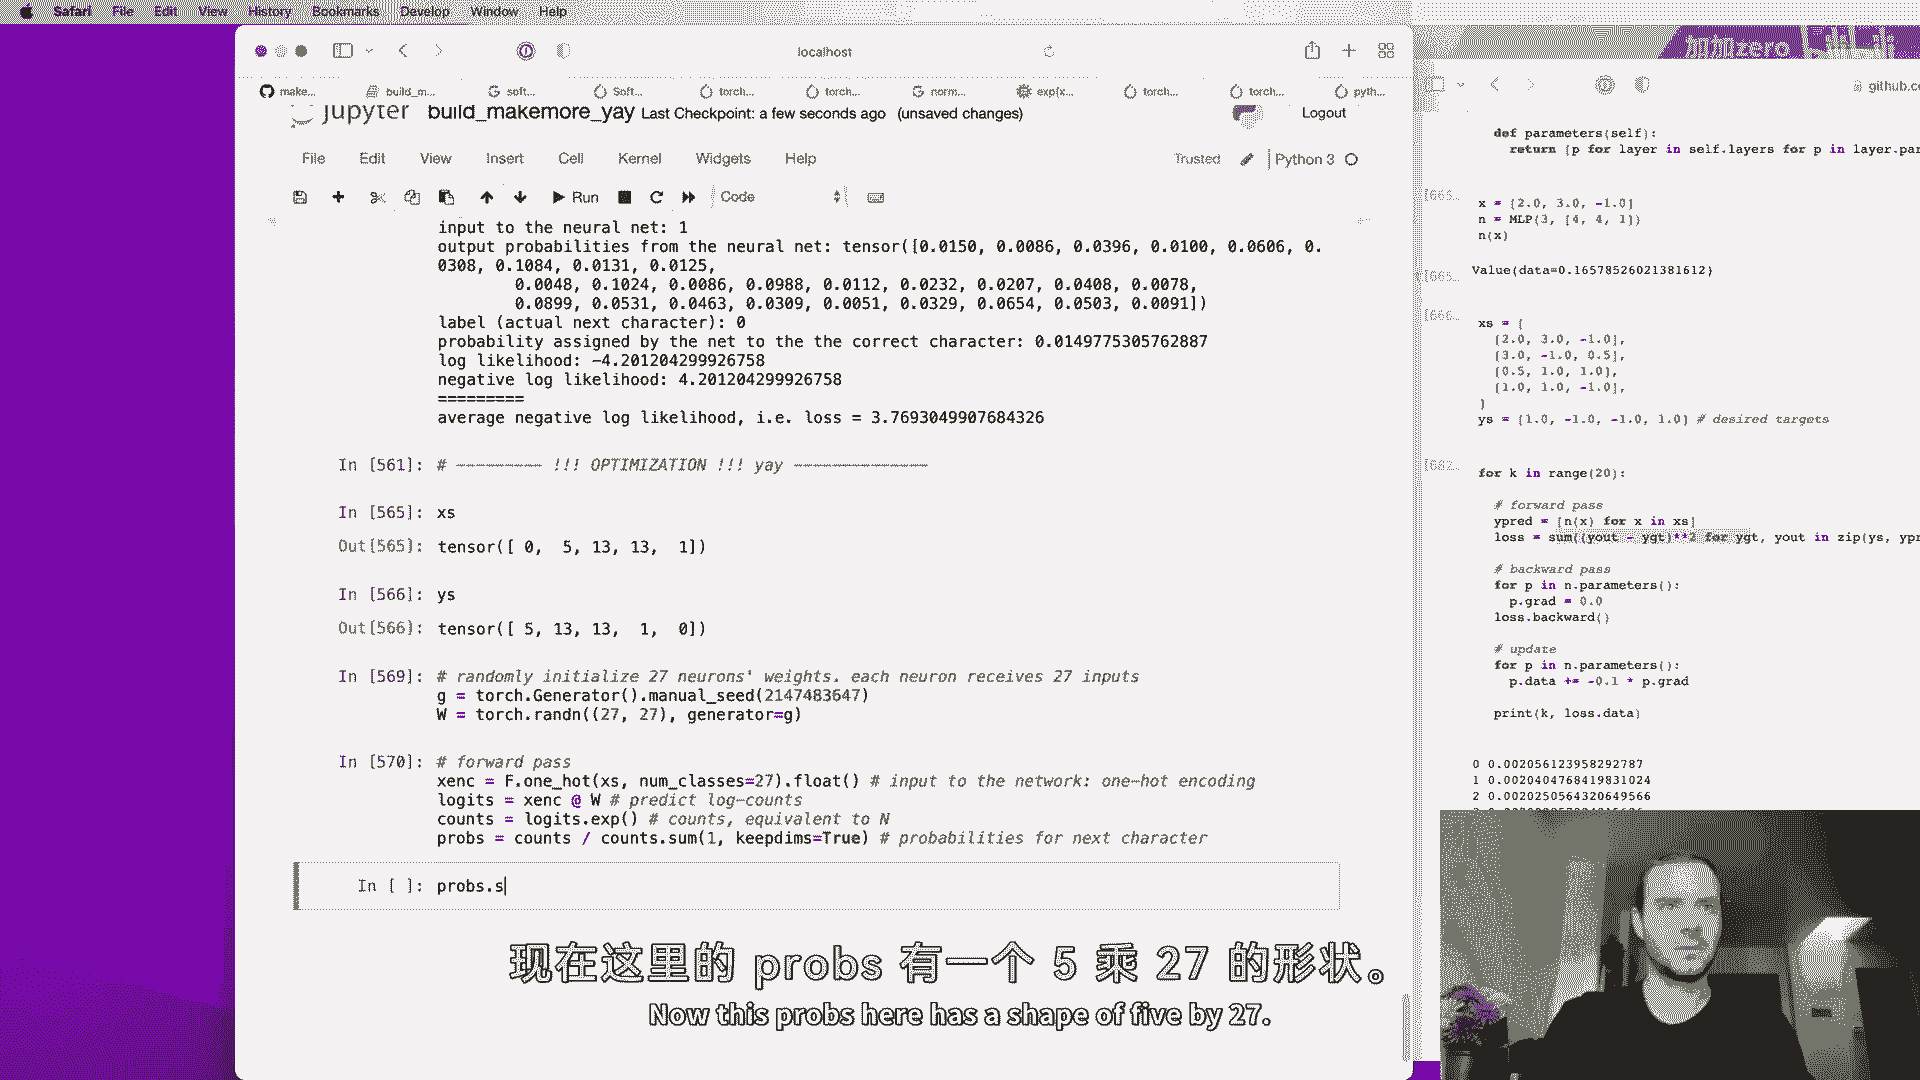 Safari File Edit View History Bookmarks Develop Window Help
localhost
make... build_m... soft... Soft... torch... torch... norm... exp(x... torch... torch... pyth...
jupyter build_makemore_yay Last Checkpoint: a few seconds ago (unsaved changes)
Logout
File Edit View Insert Cell Kernel Widgets Help
Trusted Python 3
Run Code
input to the neural net: 1
output probabilities from the neural net: tensor([0.0150, 0.0086, 0.0396, 0.0100, 0.0606, 0.
0308, 0.1084, 0.0131, 0.0125,
0.0048, 0.1024, 0.0086, 0.0988, 0.0112, 0.0232, 0.0207, 0.0408, 0.0078,
0.0899, 0.0531, 0.0463, 0.0309, 0.0051, 0.0329, 0.0654, 0.0503, 0.0091])
label (actual next character): 0
probability assigned by the net to the the correct character: 0.0149775305762887
log likelihood: -4.201204299926758
negative log likelihood: 4.201204299926758
=========
average negative log likelihood, i.e. loss = 3.7693049907684326
In [561]: # --------- !!! OPTIMIZATION !!! yay --------------
In [565]: xs
Out[565]: tensor([ 0, 5, 13, 13, 1])
In [566]: ys
Out[566]: tensor([ 5, 13, 13, 1, 0])
In [569]: # randomly initialize 27 neurons' weights. each neuron receives 27 inputs
g = torch.Generator().manual_seed(2147483647)
W = torch.randn((27, 27), generator=g)
In [570]: # forward pass
xenc = F.one_hot(xs, num_classes=27).float() # input to the network: one-hot encoding
logits = xenc @ W # predict log-counts
counts = logits.exp() # counts, equivalent to N
probs = counts / counts.sum(1, keepdims=True) # probabilities for next character
In [ ]: probs.s
加加zero
github.co
def parameters(self):
return [p for layer in self.layers for p in layer.par
[665...
x = [2.0, 3.0, -1.0]
n = MLP(3, [4, 4, 1])
n(x)
[665...
Value(data=0.16578526021381612)
[666...
xs = [
[2.0, 3.0, -1.0],
[3.0, -1.0, 0.5],
[0.5, 1.0, 1.0],
[1.0, 1.0, -1.0],
]
ys = [1.0, -1.0, -1.0, 1.0] # desired targets
[682...
for k in range(20):
# forward pass
ypred = [n(x) for x in xs]
loss = sum((yout - ygt)**2 for ygt, yout in zip(ys, ypr
# backward pass
for p in n.parameters():
p.grad = 0.0
loss.backward()
# update
for p in n.parameters():
p.data += -0.1 * p.grad
print(k, loss.data)
0 0.002056123958292787
1 0.0020404768419831024
2 0.0020250564320649566
现在这里的 probs 有一个 5 乘 27 的形状。
Now this probs here has a shape of five by 27.